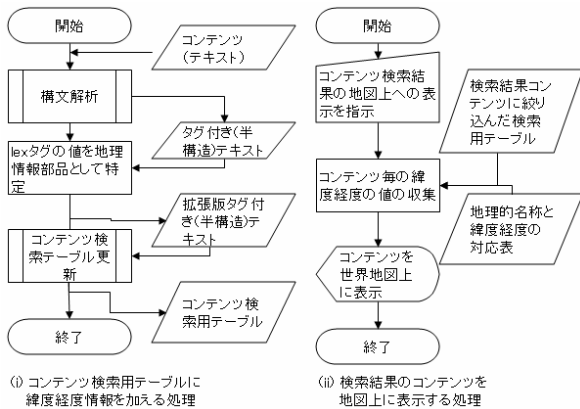 開始
コンテンツ
(テキスト)
構文解析
タグ付き(半
構造)テキスト
lexタグの値を地理
情報部品として特
定
拡張版タグ付
き(半構造)テ
キスト
コンテンツ検
索テーブル更
新
コンテンツ検
索用テーブル
終了
(i) コンテンツ検索用テーブルに
緯度経度情報を加える処理
開始
コンテンツ検索結
果の地図上への表
示を指示
検索結果コン
テンツに絞り
込んだ検索
用テーブル
コンテンツ毎の緯
度経度の値の収集
地理的名称と
緯度経度の
対応表
コンテンツを
世界地図上
に表示
終了
(ii) 検索結果のコンテンツを
地図上に表示する処理